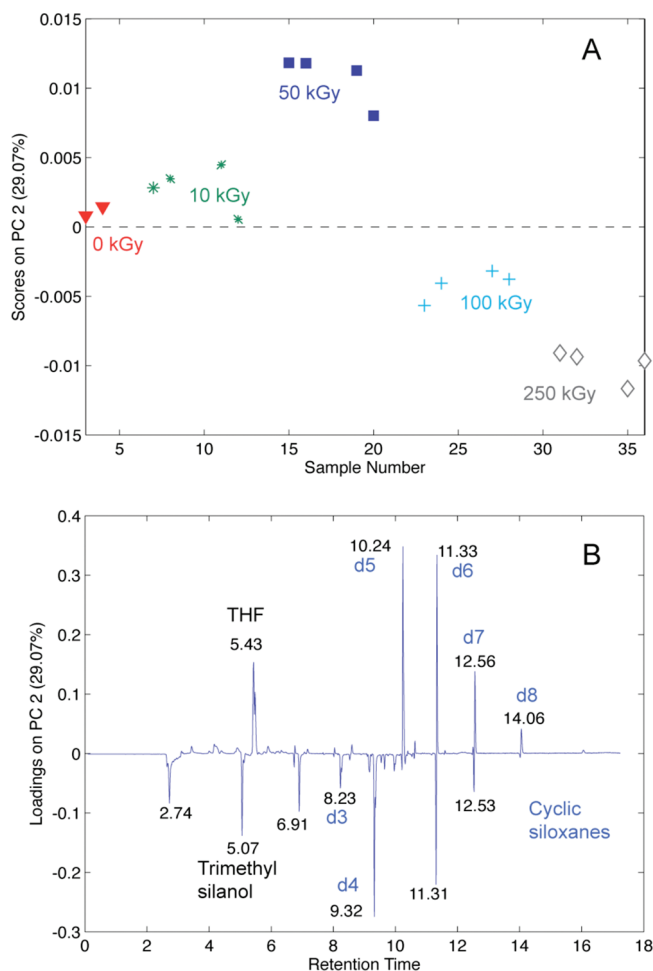 0.015
A
0.01
50 kGy
0.005
10 kGy
0
0 kGy
-0.005
100 kGy
-0.01
250 kGy
-0.015
5 10 15 20 25 30 35
Scores on PC 2 (29.07%)
Sample Number
0.4
10.24 11.33 B
d5 d6
0.3
THF
d7
5.43
12.56
0.2
d8
14.06
0.1
0
-0.1
2.74
8.23
12.53
6.91
d3
Cyclic
siloxanes
5.07
Trimethyl
silanol
-0.2
d4
11.31
9.32
-0.3
0 2 4 6 8 10 12 14 16 18
Loadings on PC 2 (29.07%)
Retention Time